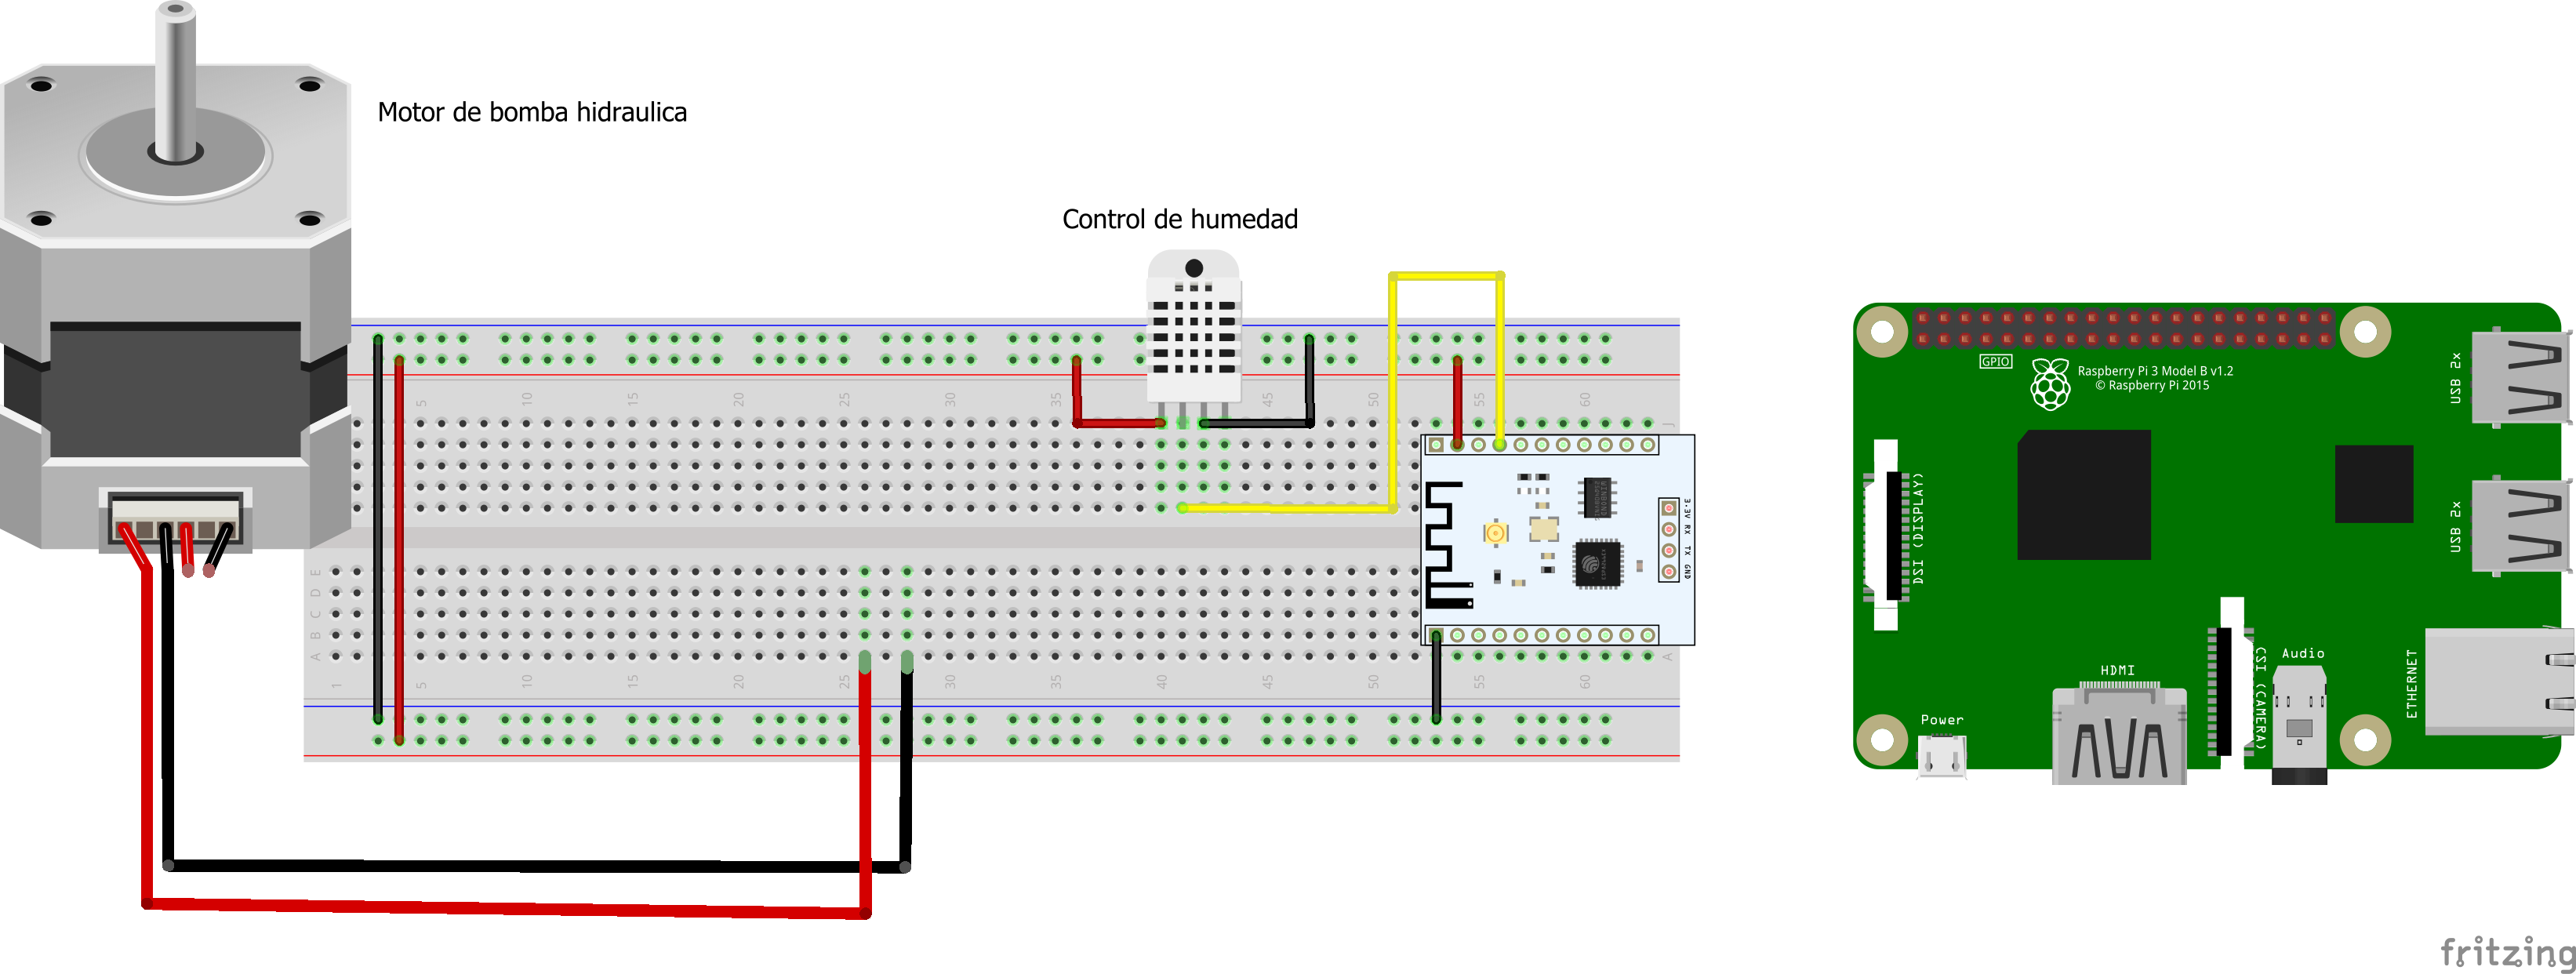 Motor de bomba hidraulica
Control de humedad
5 10 15 20 25 35 45 50 55 60
J
3.3V RX TX GND
E
D
C
B
A
A
1 5 10 15 20 25 30 35 40 45 50 55 60
GPIO
Raspberry Pi 3 Model B v1.2
© Raspberry Pi 2015
USB 2x
USB 2x
DSI (DISPLAY)
Power
HDMI
CSI (CAMERA)
Audio
ETHERNET
fritzing